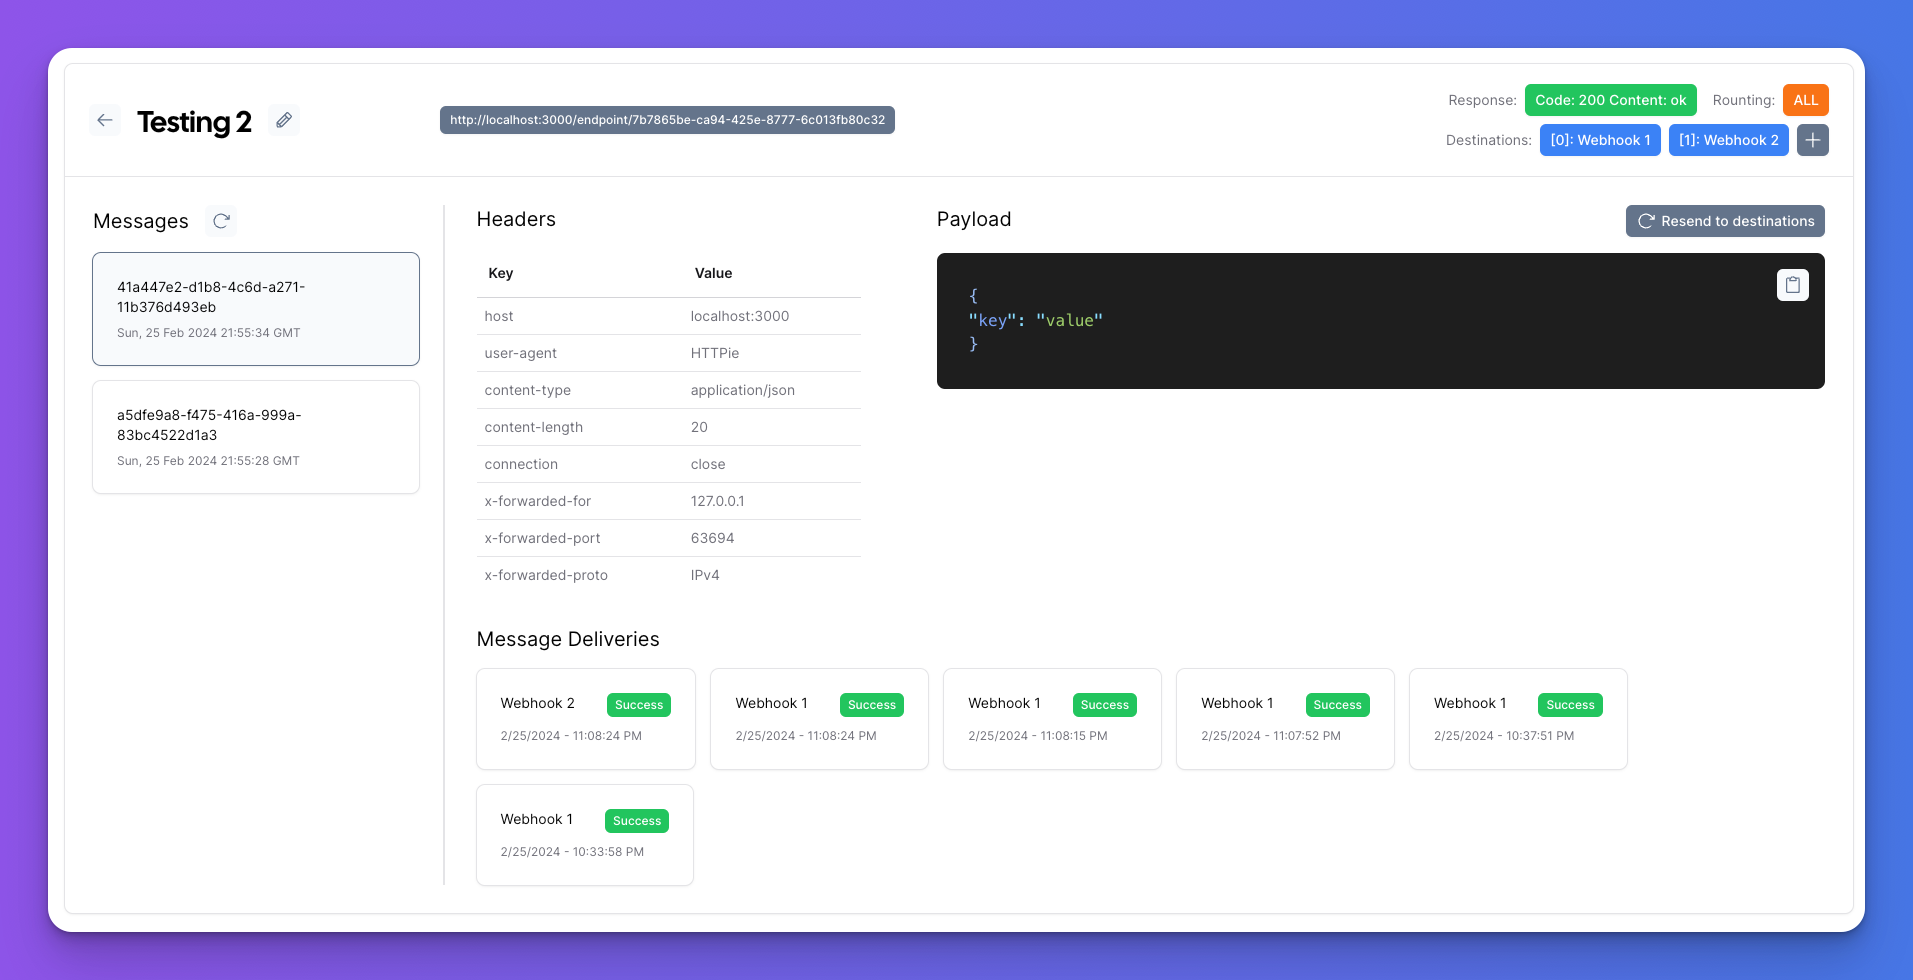 Testing 2
http://localhost:3000/endpoint/7b7865be-ca94-425e-8777-6c013fb80c32
Response: Code: 200 Content: ok Rounting: ALL
Destinations: [0]: Webhook 1 [1]: Webhook 2
Messages
41a447e2-d1b8-4c6d-a271-
11b376d493eb
Sun, 25 Feb 2024 21:55:34 GMT
a5dfe9a8-f475-416a-999a-
83bc4522d1a3
Sun, 25 Feb 2024 21:55:28 GMT
Headers
Key Value
host localhost:3000
user-agent HTTPie
content-type application/json
content-length 20
connection close
x-forwarded-for 127.0.0.1
x-forwarded-port 63694
x-forwarded-proto IPv4
Payload
Resend to destinations
{
"key": "value"
}
Message Deliveries
Webhook 2 Success
2/25/2024 - 11:08:24 PM
Webhook 1 Success
2/25/2024 - 11:08:24 PM
Webhook 1 Success
2/25/2024 - 11:08:15 PM
Webhook 1 Success
2/25/2024 - 11:07:52 PM
Webhook 1 Success
2/25/2024 - 10:37:51 PM
Webhook 1 Success
2/25/2024 - 10:33:58 PM